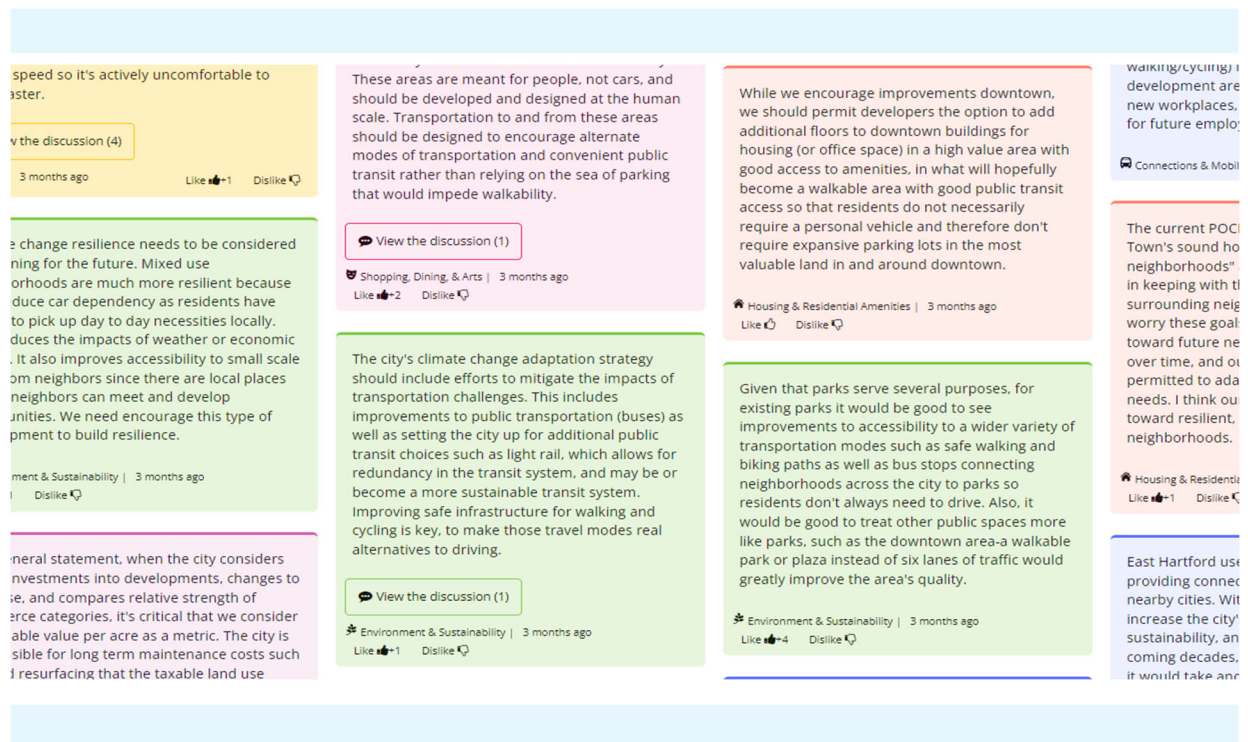 speed so it's actively uncomfortable to
the discussion (4)
3 months ago
Like +1 Dislike
change resilience needs to be considered
ning for the future. Mixed use
orhoods are much more resilient because
duce car dependency as residents have
to pick up day to day necessities locally.
duces the impacts of weather or economic
. It also improves accessibility to small scale
om neighbors since there are local places
neighbors can meet and develop
unities. We need encourage this type of
pment to build resilience.
ment & Sustainability | 3 months ago
Dislike
neral statement, when the city considers
nvestments into developments, changes to
se, and compares relative strength of
erce categories, it's critical that we consider
able value per acre as a metric. The city is
sible for long term maintenance costs such
resurfacing that the taxable land use
These areas are meant for people, not cars, and
should be developed and designed at the human
scale. Transportation to and from these areas
should be designed to encourage alternate
modes of transportation and convenient public
transit rather than relying on the sea of parking
that would impede walkability.
View the discussion (1)
Shopping, Dining, & Arts | 3 months ago
Like +2 Dislike
The city's climate change adaptation strategy
should include efforts to mitigate the impacts of
transportation challenges. This includes
improvements to public transportation (buses) as
well as setting the city up for additional public
transit choices such as light rail, which allows for
redundancy in the transit system, and may be or
become a more sustainable transit system.
Improving safe infrastructure for walking and
cycling is key, to make those travel modes real
alternatives to driving.
View the discussion (1)
Environment & Sustainability | 3 months ago
Like +1 Dislike
While we encourage improvements downtown,
we should permit developers the option to add
additional floors to downtown buildings for
housing (or office space) in a high value area with
good access to amenities, in what will hopefully
become a walkable area with good public transit
access so that residents do not necessarily
require a personal vehicle and therefore don't
require expansive parking lots in the most
valuable land in and around downtown.
Housing & Residential Amenities | 3 months ago
Like Dislike
Given that parks serve several purposes, for
existing parks it would be good to see
improvements to accessibility to a wider variety of
transportation modes such as safe walking and
biking paths as well as bus stops connecting
neighborhoods across the city to parks so
residents don't always need to drive. Also, it
would be good to treat other public spaces more
like parks, such as the downtown area-a walkable
park or plaza instead of six lanes of traffic would
greatly improve the area's quality.
Environment & Sustainability | 3 months ago
Like +4 Dislike
walking/cycling)
development are
new workplaces,
for future employ
Connections & Mobil
The current POC
Town's sound ho
neighborhoods"
in keeping with t
surrounding neig
worry these goal
toward future ne
over time, and ou
permitted to ada
needs. I think ou
toward resilient,
neighborhoods.
Housing & Residentia
Like +1 Dislike
East Hartford use
providing connec
nearby cities. Wit
increase the city'
sustainability, an
coming decades,
it would take and